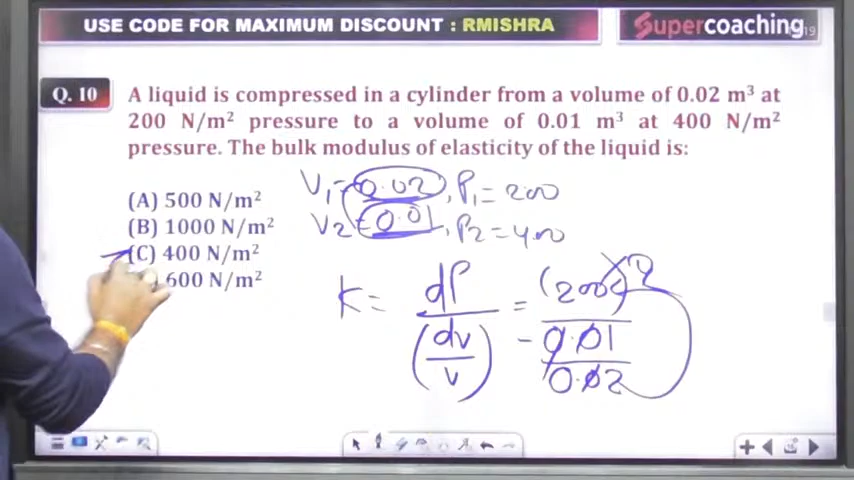 USE CODE FOR MAXIMUM DISCOUNT : RMISHRA
Supercoaching
19
Q. 10
A liquid is compressed in a cylinder from a volume of 0.02 m³ at
200 N/m² pressure to a volume of 0.01 m³ at 400 N/m²
pressure. The bulk modulus of elasticity of the liquid is:
(A) 500 N/m²
(B) 1000 N/m²
(C) 400 N/m²
600 N/m²
V₁ = 0.02, P₁ = 200
V₂ = 0.01, P₂ = 400
K = dP / (dv/v) = (200) 2 / - 0.01 / 0.02